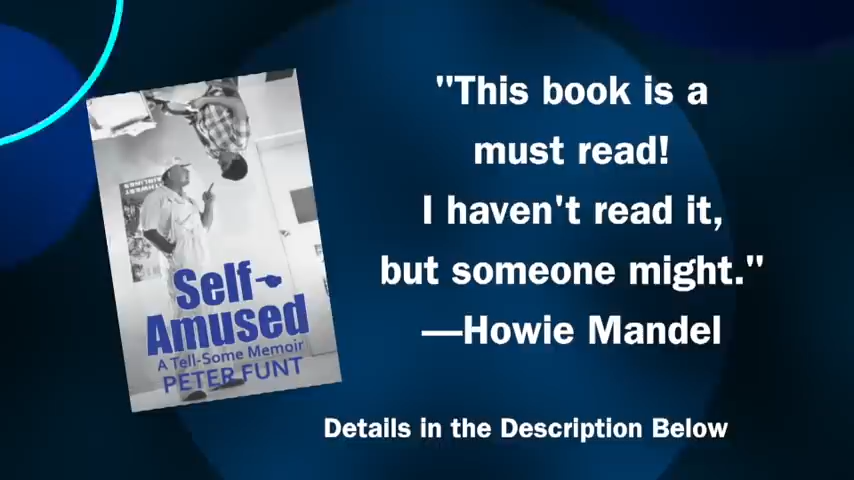 "This book is a
must read!
I haven't read it,
but someone might."
—Howie Mandel
Self-
Amused
A Tell-Some Memoir
PETER FUNT
Details in the Description Below